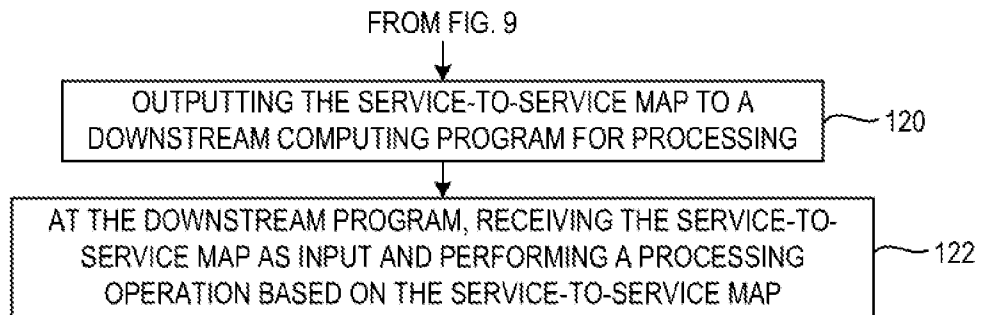 FROM FIG. 9
OUTPUTTING THE SERVICE-TO-SERVICE MAP TO A
DOWNSTREAM COMPUTING PROGRAM FOR PROCESSING
120
AT THE DOWNSTREAM PROGRAM, RECEIVING THE SERVICE-TO-
SERVICE MAP AS INPUT AND PERFORMING A PROCESSING
OPERATION BASED ON THE SERVICE-TO-SERVICE MAP
122